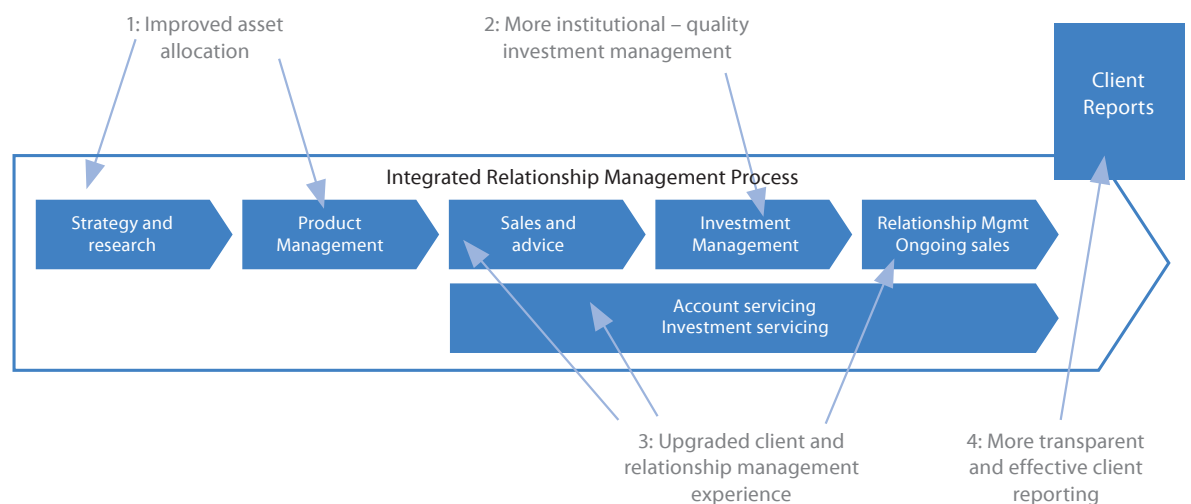 1: Improved asset
allocation
2: More institutional – quality
investment management
Client
Reports
Integrated Relationship Management Process
Strategy and
research
Product
Management
Sales and
advice
Investment
Management
Relationship Mgmt
Ongoing sales
Account servicing
Investment servicing
3: Upgraded client and
relationship management
experience
4: More transparent
and effective client
reporting